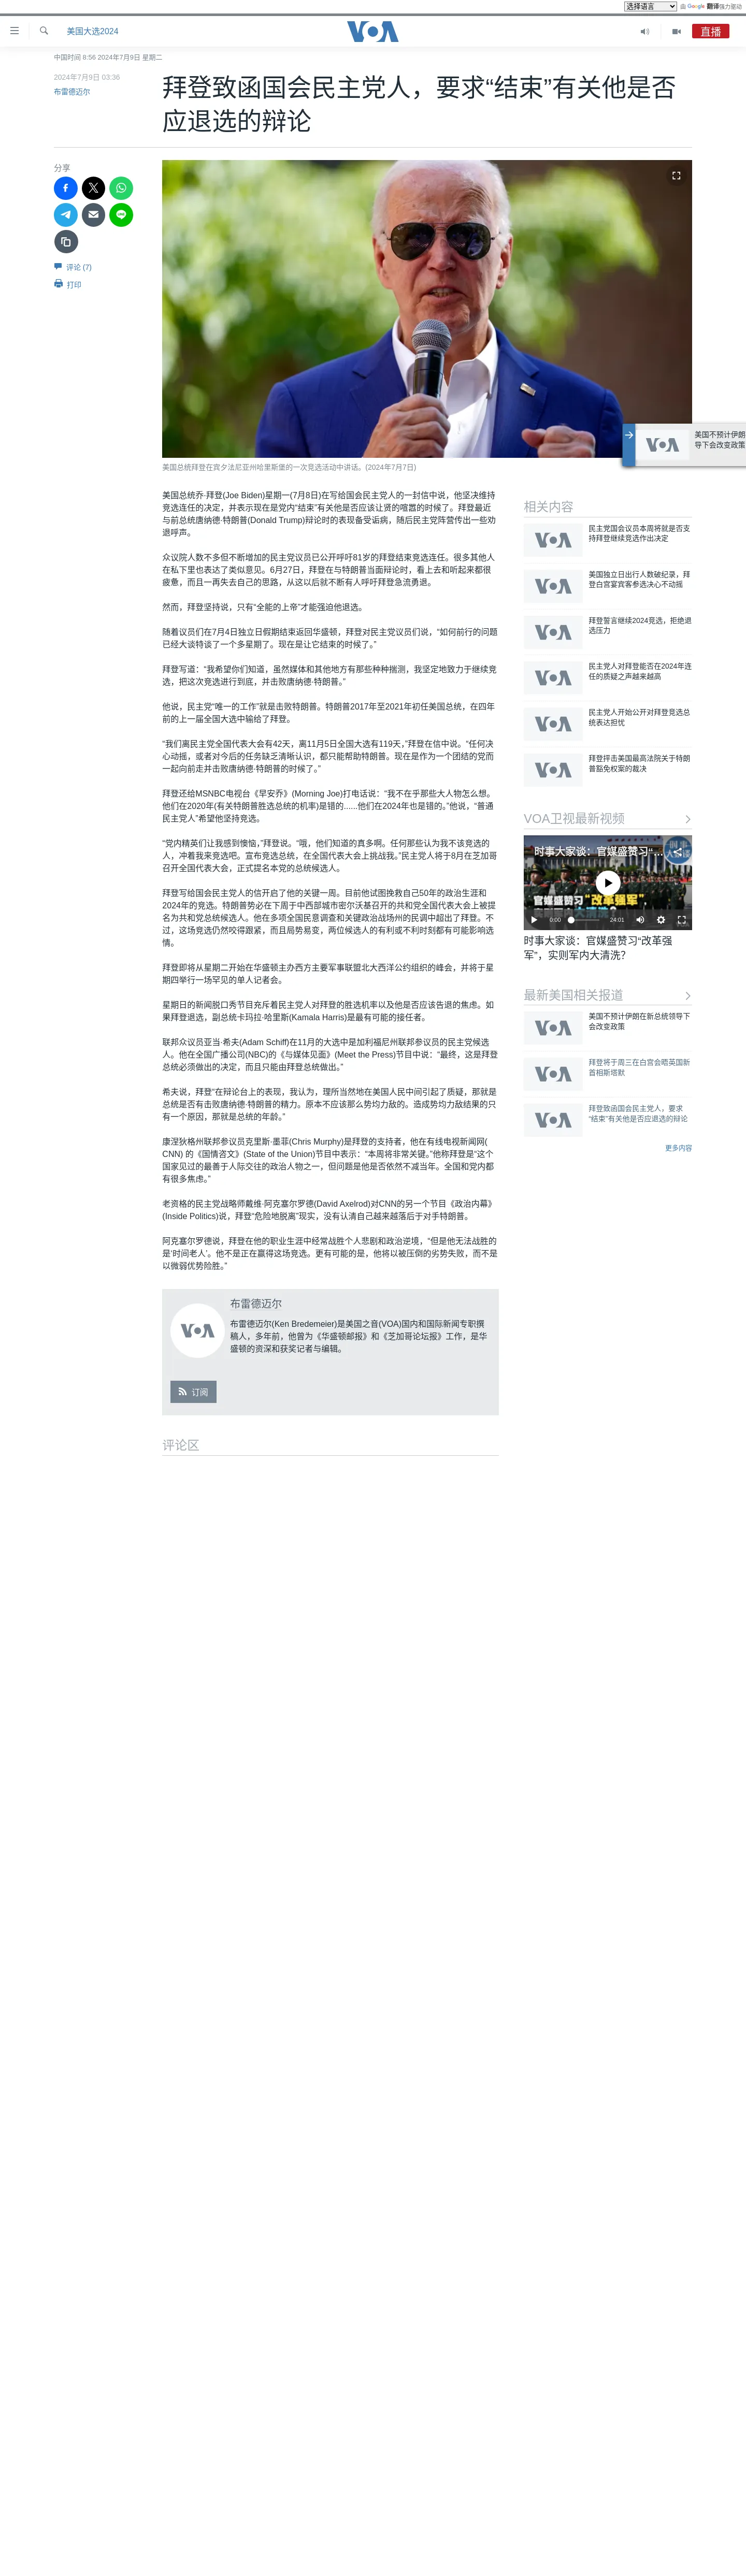 选择语言
由 Google 翻译强力驱动
美国大选2024
VOA
直播
中国时间 8:56 2024年7月9日 星期二
2024年7月9日 03:36
布雷德迈尔
拜登致函国会民主党人，要求“结束”有关他是否
应退选的辩论
分享
评论 (7)
打印
美国不预计伊朗
导下会改变政策
VOA
美国总统拜登在宾夕法尼亚州哈里斯堡的一次竞选活动中讲话。(2024年7月7日)
美国总统乔·拜登(Joe Biden)星期一(7月8日)在写给国会民主党人的一封信中说，他坚决维持
竞选连任的决定，并表示现在是党内“结束”有关他是否应该让贤的喧嚣的时候了。拜登最近
与前总统唐纳德·特朗普(Donald Trump)辩论时的表现备受诟病，随后民主党阵营传出一些劝
退呼声。
众议院人数不多但不断增加的民主党议员已公开呼吁81岁的拜登结束竞选连任。很多其他人
在私下里也表达了类似意见。6月27日，拜登在与特朗普当面辩论时，看上去和听起来都很
疲惫，而且一再失去自己的思路，从这以后就不断有人呼吁拜登急流勇退。
然而，拜登坚持说，只有“全能的上帝”才能强迫他退选。
随着议员们在7月4日独立日假期结束返回华盛顿，拜登对民主党议员们说，“如何前行的问题
已经大谈特谈了一个多星期了。现在是让它结束的时候了。”
拜登写道：“我希望你们知道，虽然媒体和其他地方有那些种种揣测，我坚定地致力于继续竞
选，把这次竞选进行到底，并击败唐纳德·特朗普。”
他说，民主党“唯一的工作”就是击败特朗普。特朗普2017年至2021年初任美国总统，在四年
前的上一届全国大选中输给了拜登。
“我们离民主党全国代表大会有42天，离11月5日全国大选有119天，”拜登在信中说。“任何决
心动摇，或者对今后的任务缺乏清晰认识，都只能帮助特朗普。现在是作为一个团结的党而
一起向前走并击败唐纳德·特朗普的时候了。”
拜登还给MSNBC电视台《早安乔》(Morning Joe)打电话说：“我不在乎那些大人物怎么想。
他们在2020年(有关特朗普胜选总统的机率)是错的......他们在2024年也是错的。”他说，“普通
民主党人”希望他坚持竞选。
“党内精英们让我感到懊恼，”拜登说。“哦，他们知道的真多啊。任何那些认为我不该竞选的
人，冲着我来竞选吧。宣布竞选总统，在全国代表大会上挑战我。”民主党人将于8月在芝加哥
召开全国代表大会，正式提名本党的总统候选人。
拜登写给国会民主党人的信开启了他的关键一周。目前他试图挽救自己50年的政治生涯和
2024年的竞选。特朗普势必在下周于中西部城市密尔沃基召开的共和党全国代表大会上被提
名为共和党总统候选人。他在多项全国民意调查和关键政治战场州的民调中超出了拜登。不
过，这场竞选仍然咬得很紧，而且局势易变，两位候选人的有利或不利时刻都有可能影响选
情。
拜登即将从星期二开始在华盛顿主办西方主要军事联盟北大西洋公约组织的峰会，并将于星
期四举行一场罕见的单人记者会。
星期日的新闻脱口秀节目充斥着民主党人对拜登的胜选机率以及他是否应该告退的焦虑。如
果拜登退选，副总统卡玛拉·哈里斯(Kamala Harris)是最有可能的接任者。
联邦众议员亚当·希夫(Adam Schiff)在11月的大选中是加利福尼州联邦参议员的民主党候选
人。他在全国广播公司(NBC)的《与媒体见面》(Meet the Press)节目中说：“最终，这是拜登
总统必须做出的决定，而且只能由拜登总统做出。”
希夫说，拜登“在辩论台上的表现，我认为，理所当然地在美国人民中间引起了质疑，那就是
总统是否有击败唐纳德·特朗普的精力。原本不应该那么势均力敌的。造成势均力敌结果的只
有一个原因，那就是总统的年龄。”
康涅狄格州联邦参议员克里斯·墨菲(Chris Murphy)是拜登的支持者，他在有线电视新闻网(
CNN) 的《国情咨文》(State of the Union)节目中表示：“本周将非常关键。”他称拜登是“这个
国家见过的最善于人际交往的政治人物之一，但问题是他是否依然不减当年。全国和党内都
有很多焦虑。”
老资格的民主党战略师戴维·阿克塞尔罗德(David Axelrod)对CNN的另一个节目《政治内幕》
(Inside Politics)说，拜登“危险地脱离”现实，没有认清自己越来越落后于对手特朗普。
阿克塞尔罗德说，拜登在他的职业生涯中经常战胜个人悲剧和政治逆境，“但是他无法战胜的
是‘时间老人’。他不是正在赢得这场竞选。更有可能的是，他将以被压倒的劣势失败，而不是
以微弱优势险胜。”
VOA
布雷德迈尔
布雷德迈尔(Ken Bredemeier)是美国之音(VOA)国内和国际新闻专职撰
稿人，多年前，他曾为《华盛顿邮报》和《芝加哥论坛报》工作，是华
盛顿的资深和获奖记者与编辑。
订阅
评论区
相关内容
VOA
民主党国会议员本周将就是否支
持拜登继续竞选作出决定
VOA
美国独立日出行人数破纪录，拜
登白宫宴宾客参选决心不动摇
VOA
拜登誓言继续2024竞选，拒绝退
选压力
VOA
民主党人对拜登能否在2024年连
任的质疑之声越来越高
VOA
民主党人开始公开对拜登竞选总
统表达担忧
VOA
拜登抨击美国最高法院关于特朗
普豁免权案的裁决
VOA卫视最新视频
时事大家谈：官媒盛赞习“...
官媒盛赞习“改革强军”
0:00
24:01
时事大家谈：官媒盛赞习“改革强
军”，实则军内大清洗？
最新美国相关报道
VOA
美国不预计伊朗在新总统领导下
会改变政策
VOA
拜登将于周三在白宫会晤英国新
首相斯塔默
VOA
拜登致函国会民主党人，要求
“结束”有关他是否应退选的辩论
更多内容